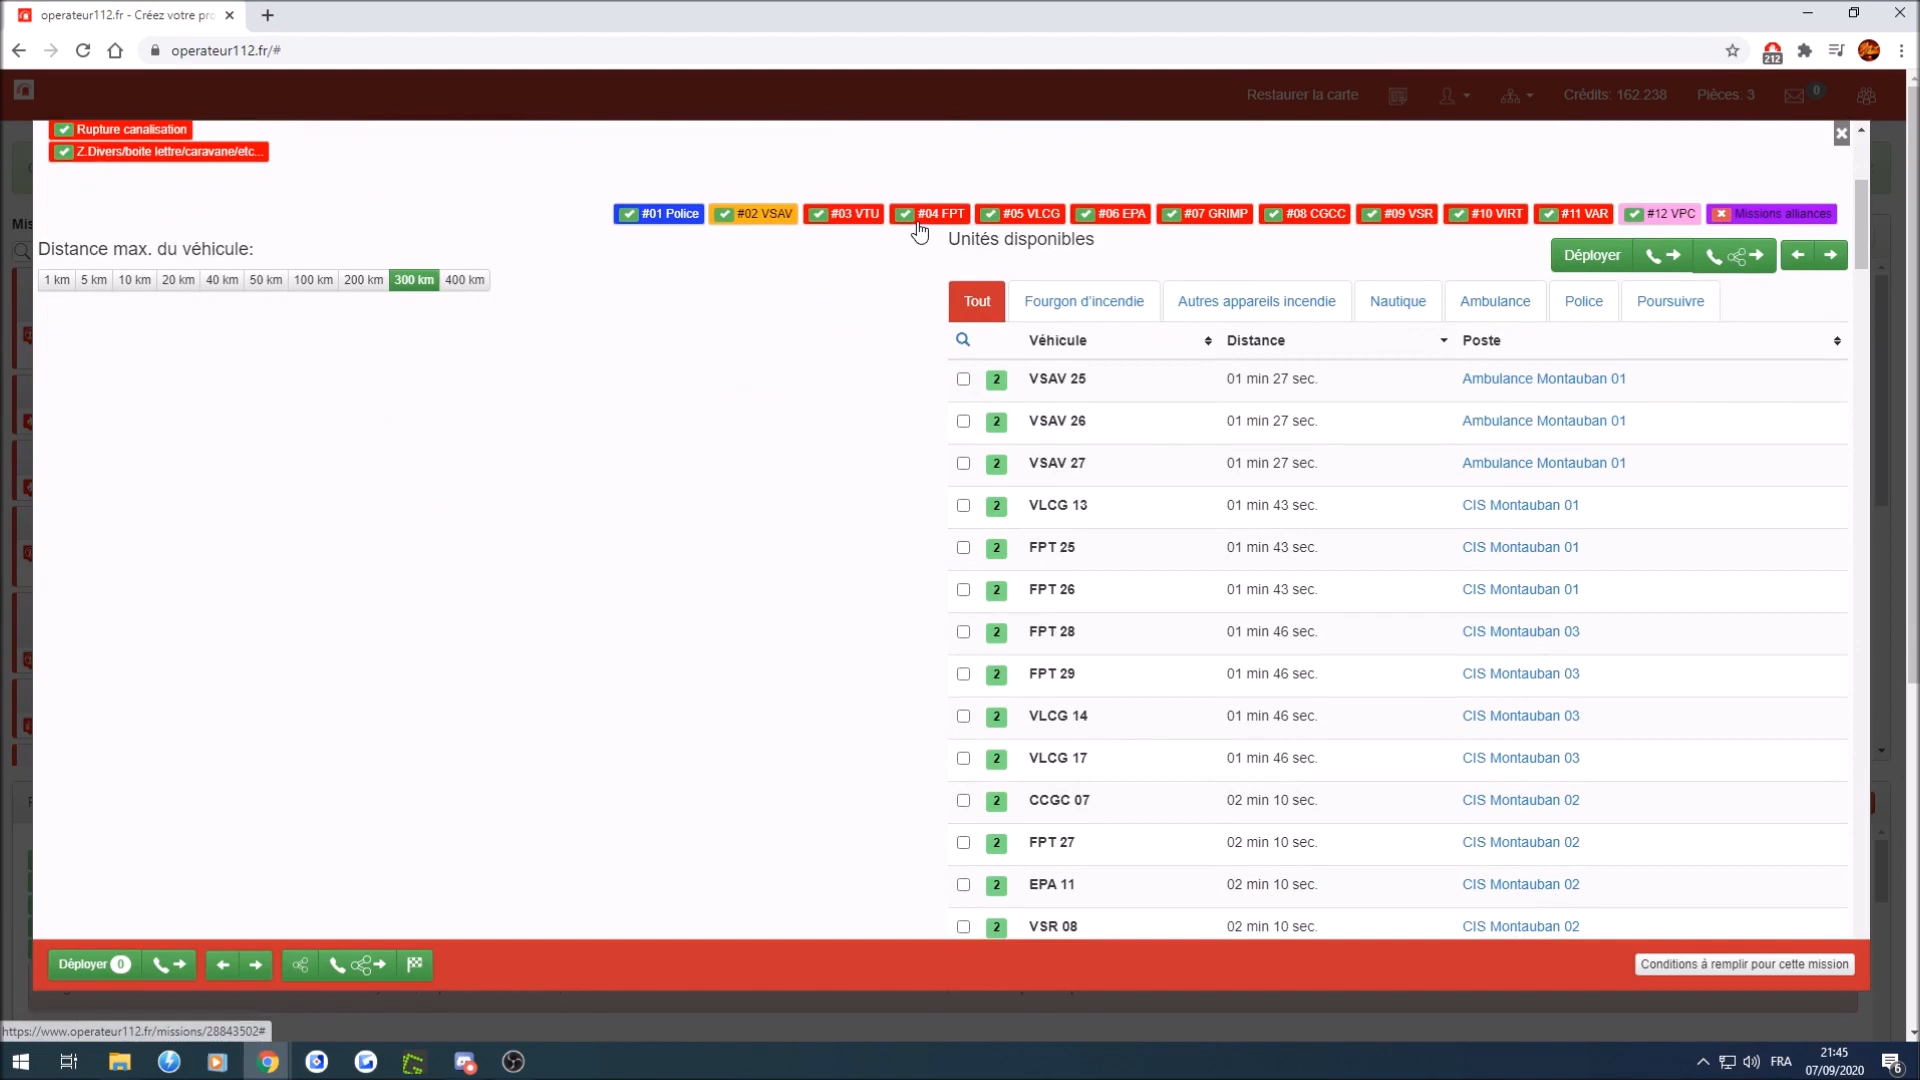 operateur112.fr - Créez votre pro
operateur112.fr/#
212
Restaurer la carte
Crédits: 162.238
Pièces: 3
0
Rupture canalisation
Z.Divers/boite lettre/caravane/etc...
#01 Police
#02 VSAV
#03 VTU
#04 FPT
#05 VLCG
#06 EPA
#07 GRIMP
#08 CGCC
#09 VSR
#10 VIRT
#11 VAR
#12 VPC
Missions alliances
Mis
Distance max. du véhicule:
Unités disponibles
Déployer
1 km 5 km 10 km 20 km 40 km 50 km 100 km 200 km 300 km 400 km
Tout Fourgon d'incendie Autres appareils incendie Nautique Ambulance Police Poursuivre
Véhicule Distance Poste
2 VSAV 25 01 min 27 sec. Ambulance Montauban 01
2 VSAV 26 01 min 27 sec. Ambulance Montauban 01
2 VSAV 27 01 min 27 sec. Ambulance Montauban 01
2 VLCG 13 01 min 43 sec. CIS Montauban 01
2 FPT 25 01 min 43 sec. CIS Montauban 01
2 FPT 26 01 min 43 sec. CIS Montauban 01
2 FPT 28 01 min 46 sec. CIS Montauban 03
2 FPT 29 01 min 46 sec. CIS Montauban 03
2 VLCG 14 01 min 46 sec. CIS Montauban 03
2 VLCG 17 01 min 46 sec. CIS Montauban 03
2 CCGC 07 02 min 10 sec. CIS Montauban 02
2 FPT 27 02 min 10 sec. CIS Montauban 02
2 EPA 11 02 min 10 sec. CIS Montauban 02
2 VSR 08 02 min 10 sec. CIS Montauban 02
Déployer 0
Conditions à remplir pour cette mission
https://www.operateur112.fr/missions/28843502#
FRA
21:45
07/09/2020
6